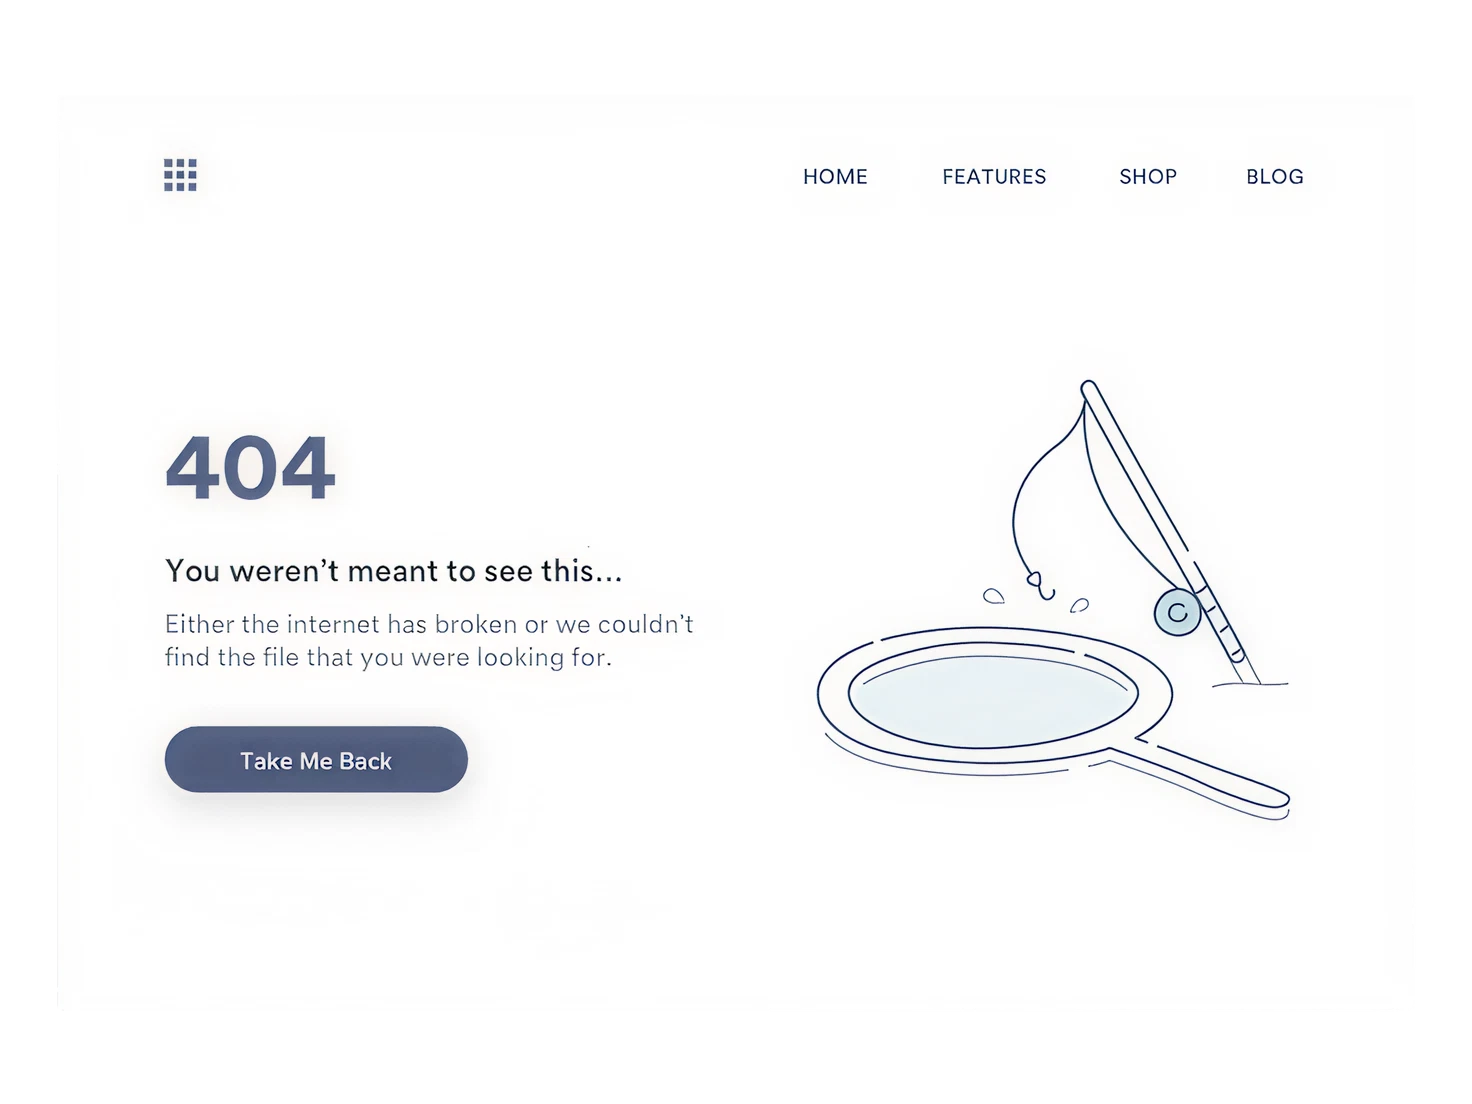 HOME FEATURES SHOP BLOG
404
You weren’t meant to see this...
Either the internet has broken or we couldn’t
find the file that you were looking for.
Take Me Back
C